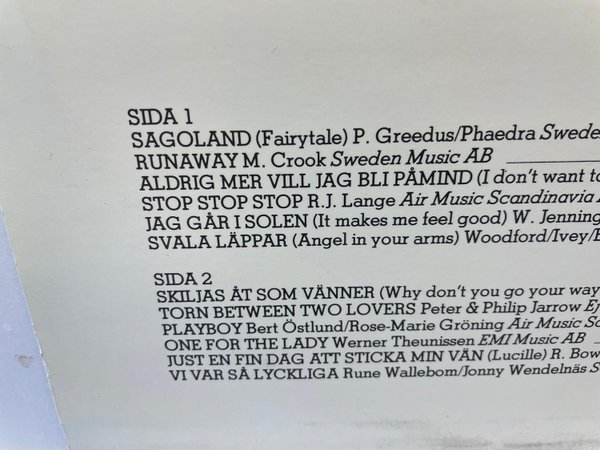 SIDA 1
SAGOLAND (Fairytale) P. Greedus/Phaedra Swede
RUNAWAY M. Crook Sweden Music AB
ALDRIG MER VILL JAG BLI PÅMIND (I don't want to
STOP STOP STOP R.J. Lange Air Music Scandinavia
JAG GÅR I SOLEN (It makes me feel good) W. Jenning
SVALA LÄPPAR (Angel in your arms) Woodford/Ivey/
SIDA 2
SKILJAS ÅT SOM VÄNNER (Why don't you go your way
TORN BETWEEN TWO LOVERS Peter & Philip Jarrow
PLAYBOY Bert Östlund/Rose-Marie Gröning Air Music Sc
ONE FOR THE LADY Werner Theunissen EMI Music AB
JUST EN FIN DAG ATT STICKA MIN VÄN (Lucille) R. Bow
VI VAR SÅ LYCKLIGA Rune Wallebom/Jonny Wendelnäs S